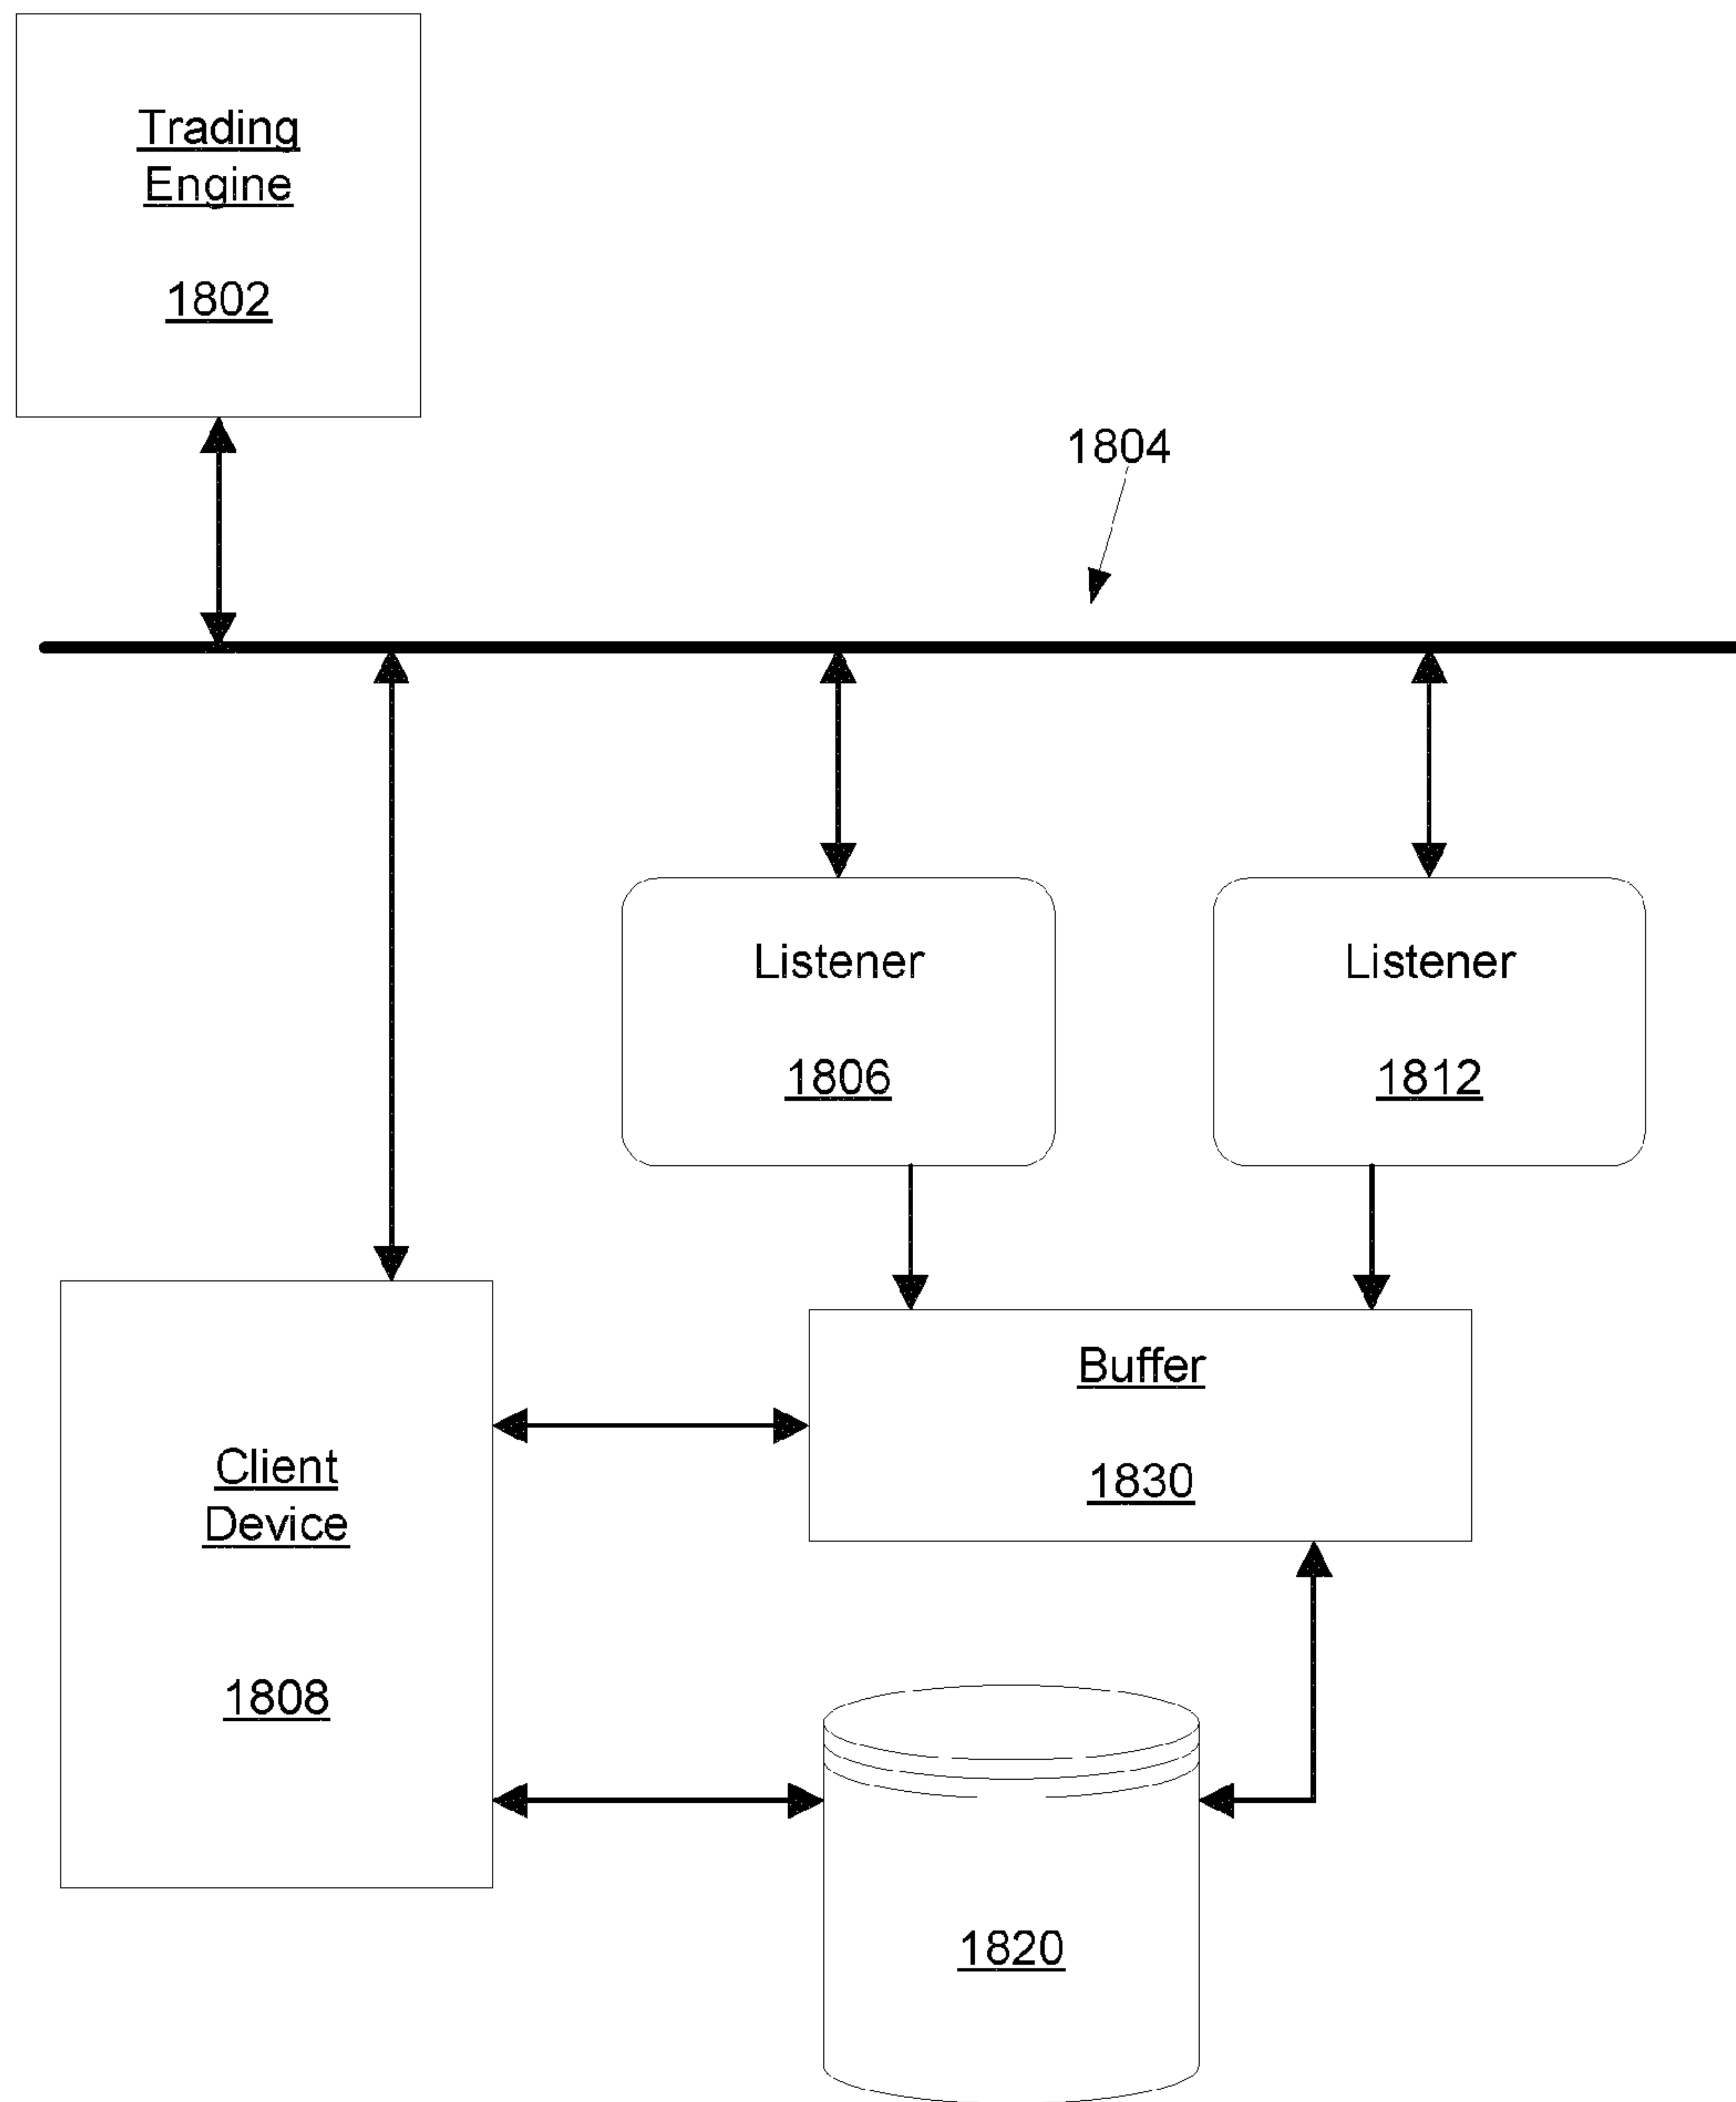 Trading
Engine
1802
1804
Listener
1806
Listener
1812
Buffer
1830
Client
Device
1808
1820